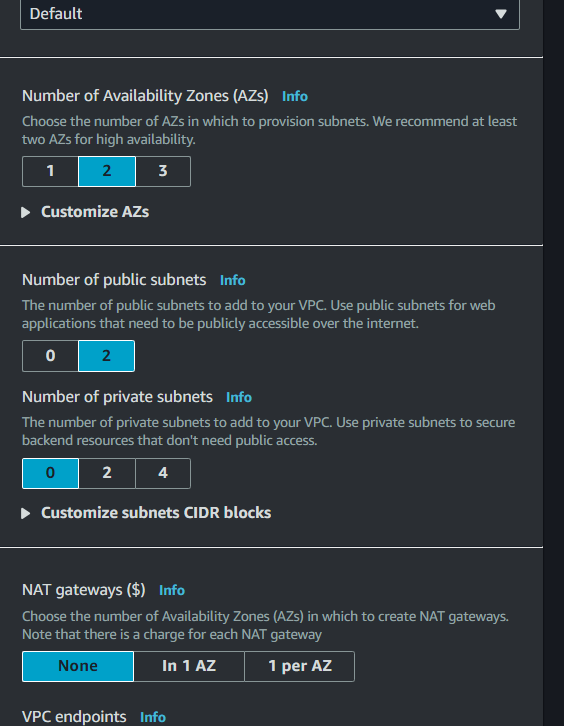 Default
Number of Availability Zones (AZs) Info
Choose the number of AZs in which to provision subnets. We recommend at least
two AZs for high availability.
1 2 3
Customize AZs
Number of public subnets Info
The number of public subnets to add to your VPC. Use public subnets for web
applications that need to be publicly accessible over the internet.
0 2
Number of private subnets Info
The number of private subnets to add to your VPC. Use private subnets to secure
backend resources that don't need public access.
0 2 4
Customize subnets CIDR blocks
NAT gateways ($) Info
Choose the number of Availability Zones (AZs) in which to create NAT gateways.
Note that there is a charge for each NAT gateway
None In 1 AZ 1 per AZ
VPC endpoints Info